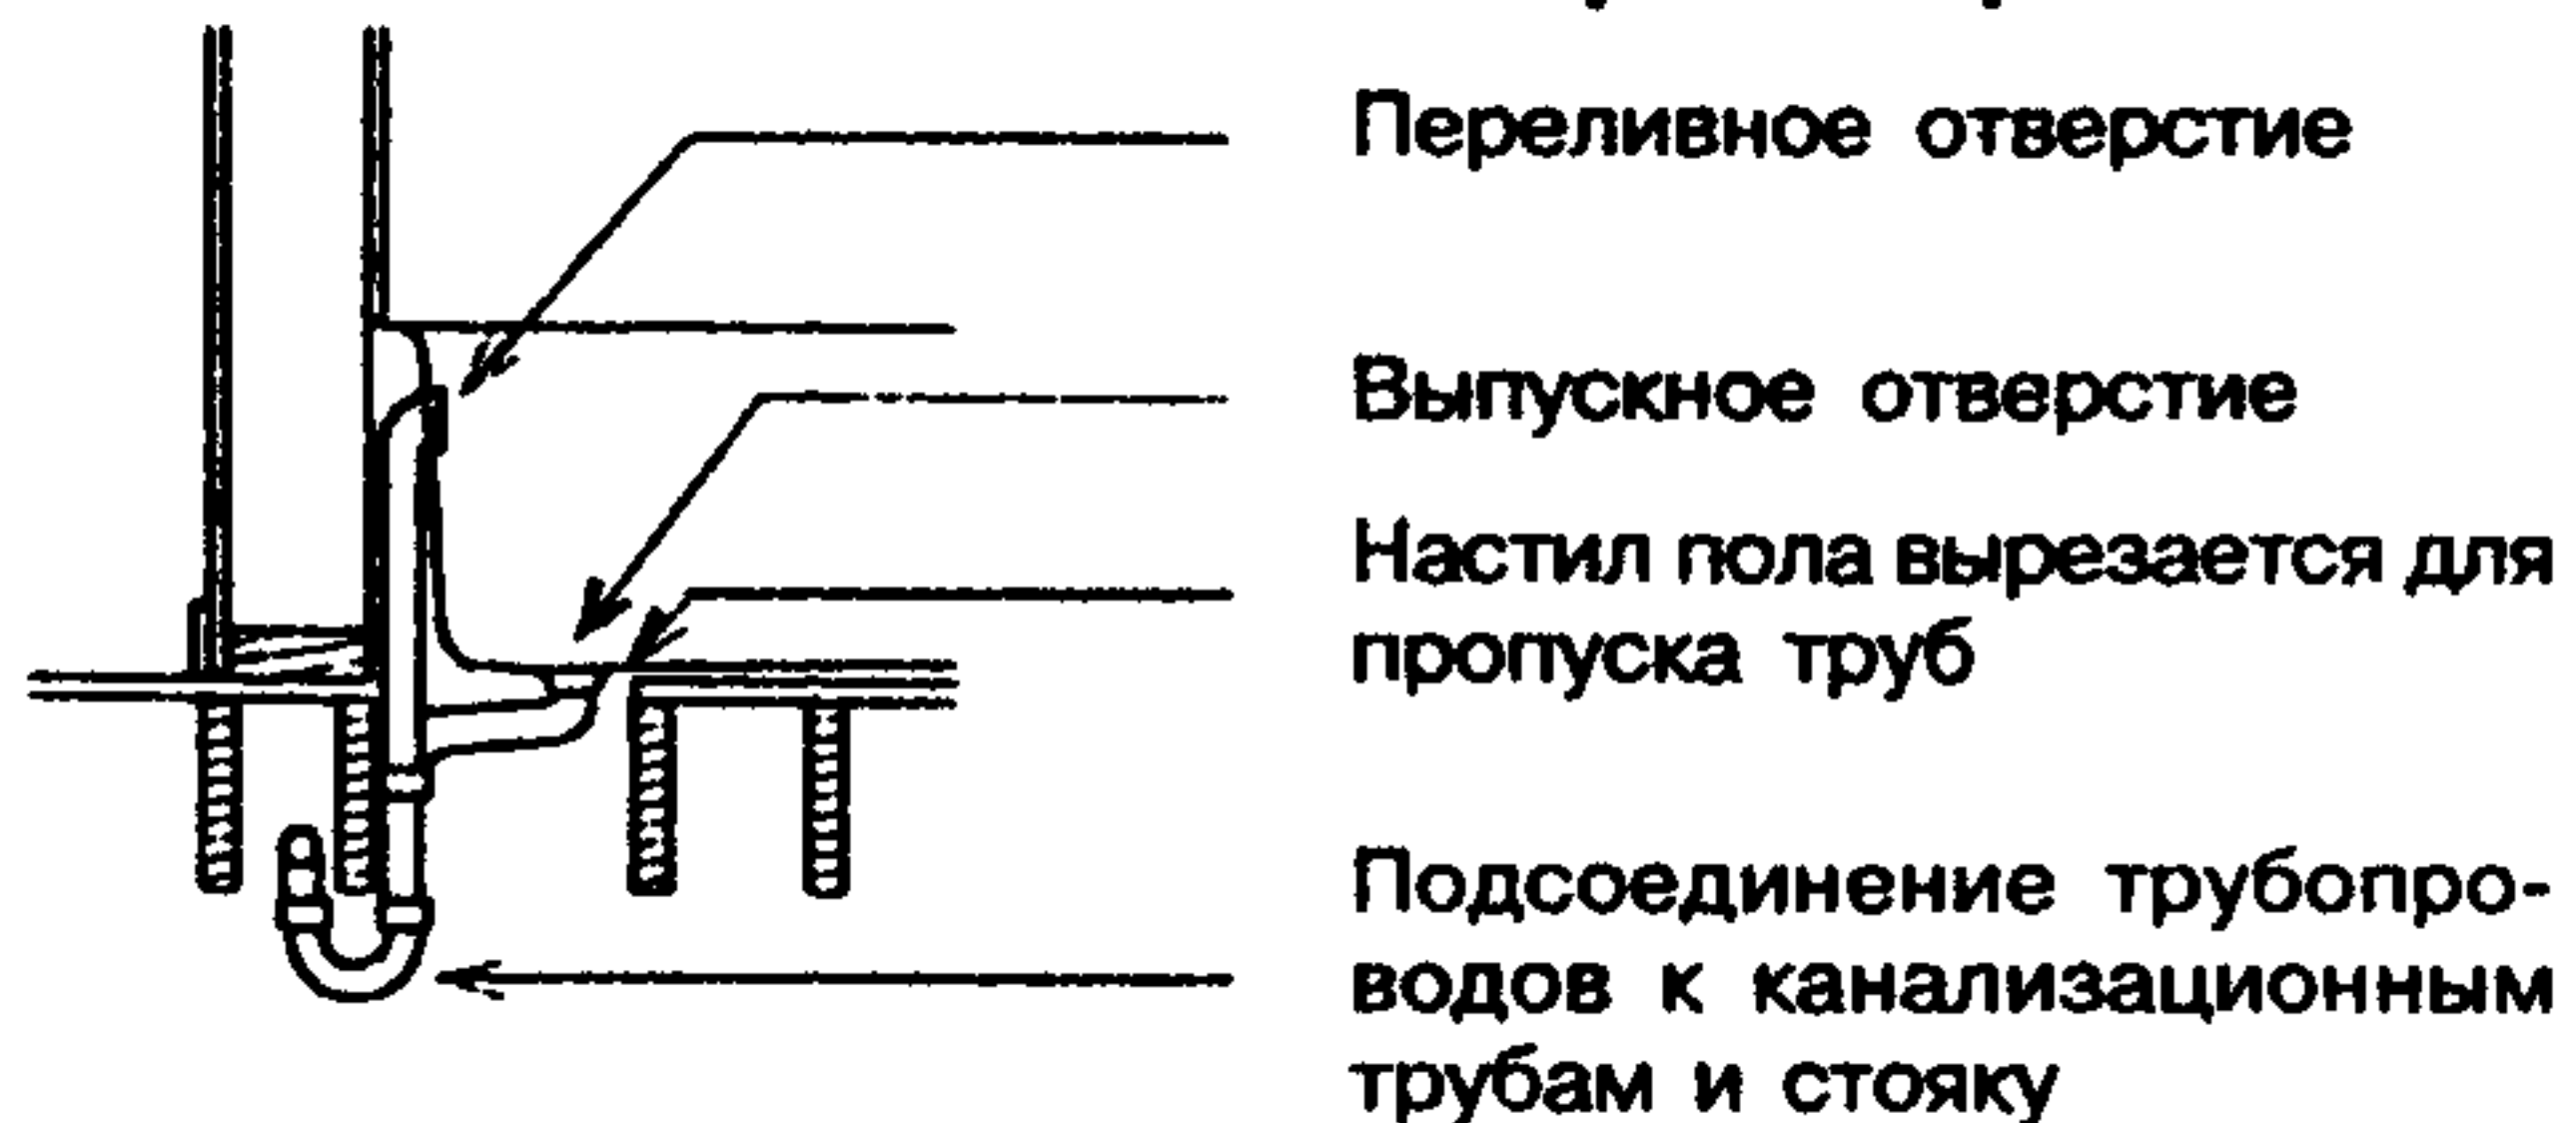 Переливное отверстие
Выпускное отверстие
Настил пола вырезается для
пропуска труб
Подсоединение трубопро-
водов к канализационным
трубам и стояку